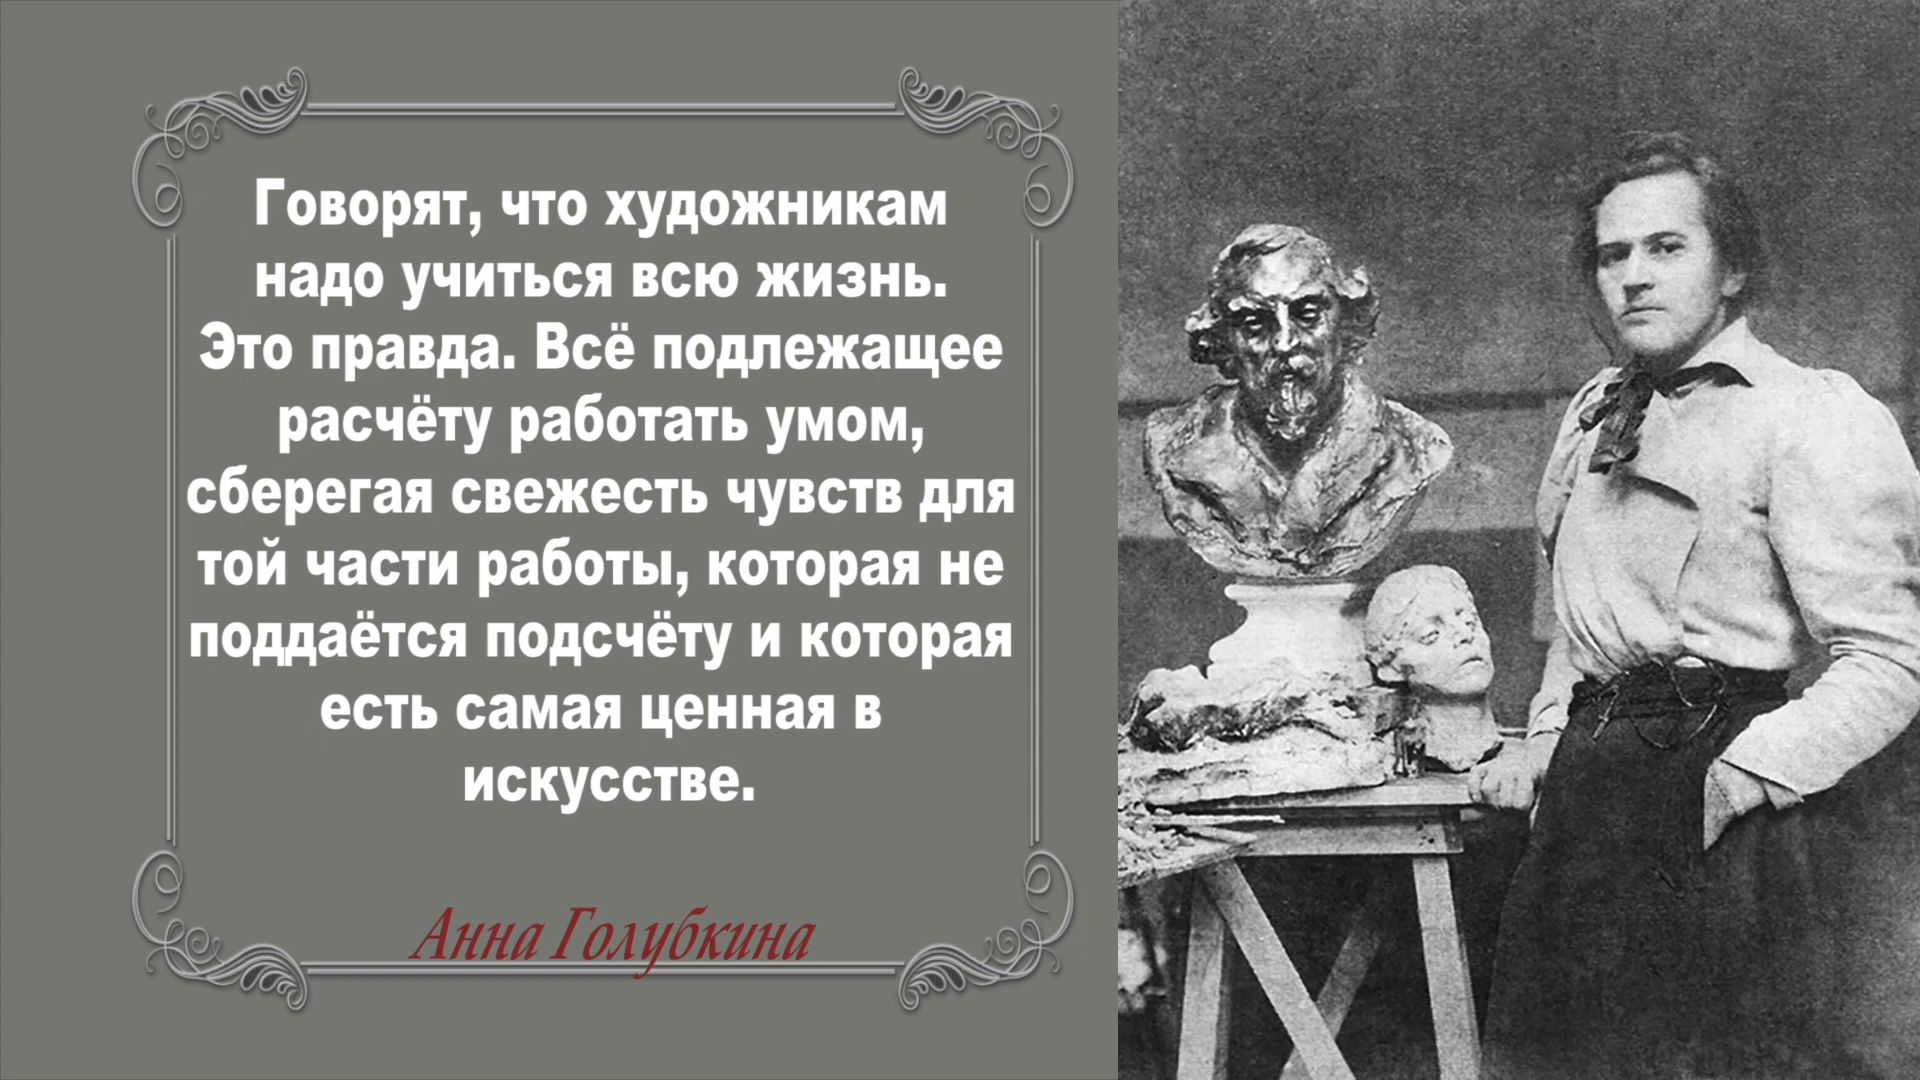 Говорят, что художникам
надо учиться всю жизнь.
Это правда. Всё подлежащее
расчёту работать умом,
сберегая свежесть чувств для
той части работы, которая не
поддаётся подсчёту и которая
есть самая ценная в
искусстве.
Анна Голубкина